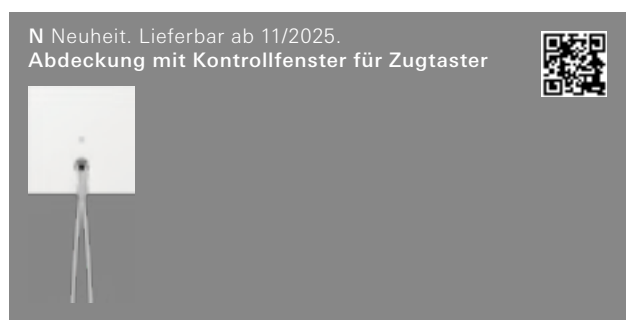 N Neuheit. Lieferbar ab 11/2025.
Abdeckung mit Kontrollfenster für Zugtaster